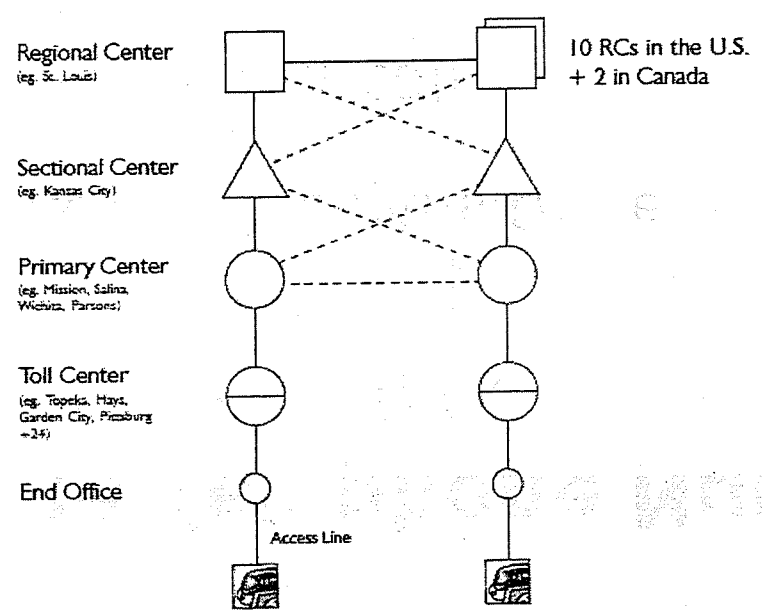 Regional Center
(eg. St. Louis)
10 RCs in the U.S.
+ 2 in Canada
Sectional Center
(eg. Kansas City)
Primary Center
(eg. Mission, Salina,
Wichita, Parsons)
Toll Center
(eg. Topeka, Hays,
Garden City, Pittsburg
+24)
End Office
Access Line